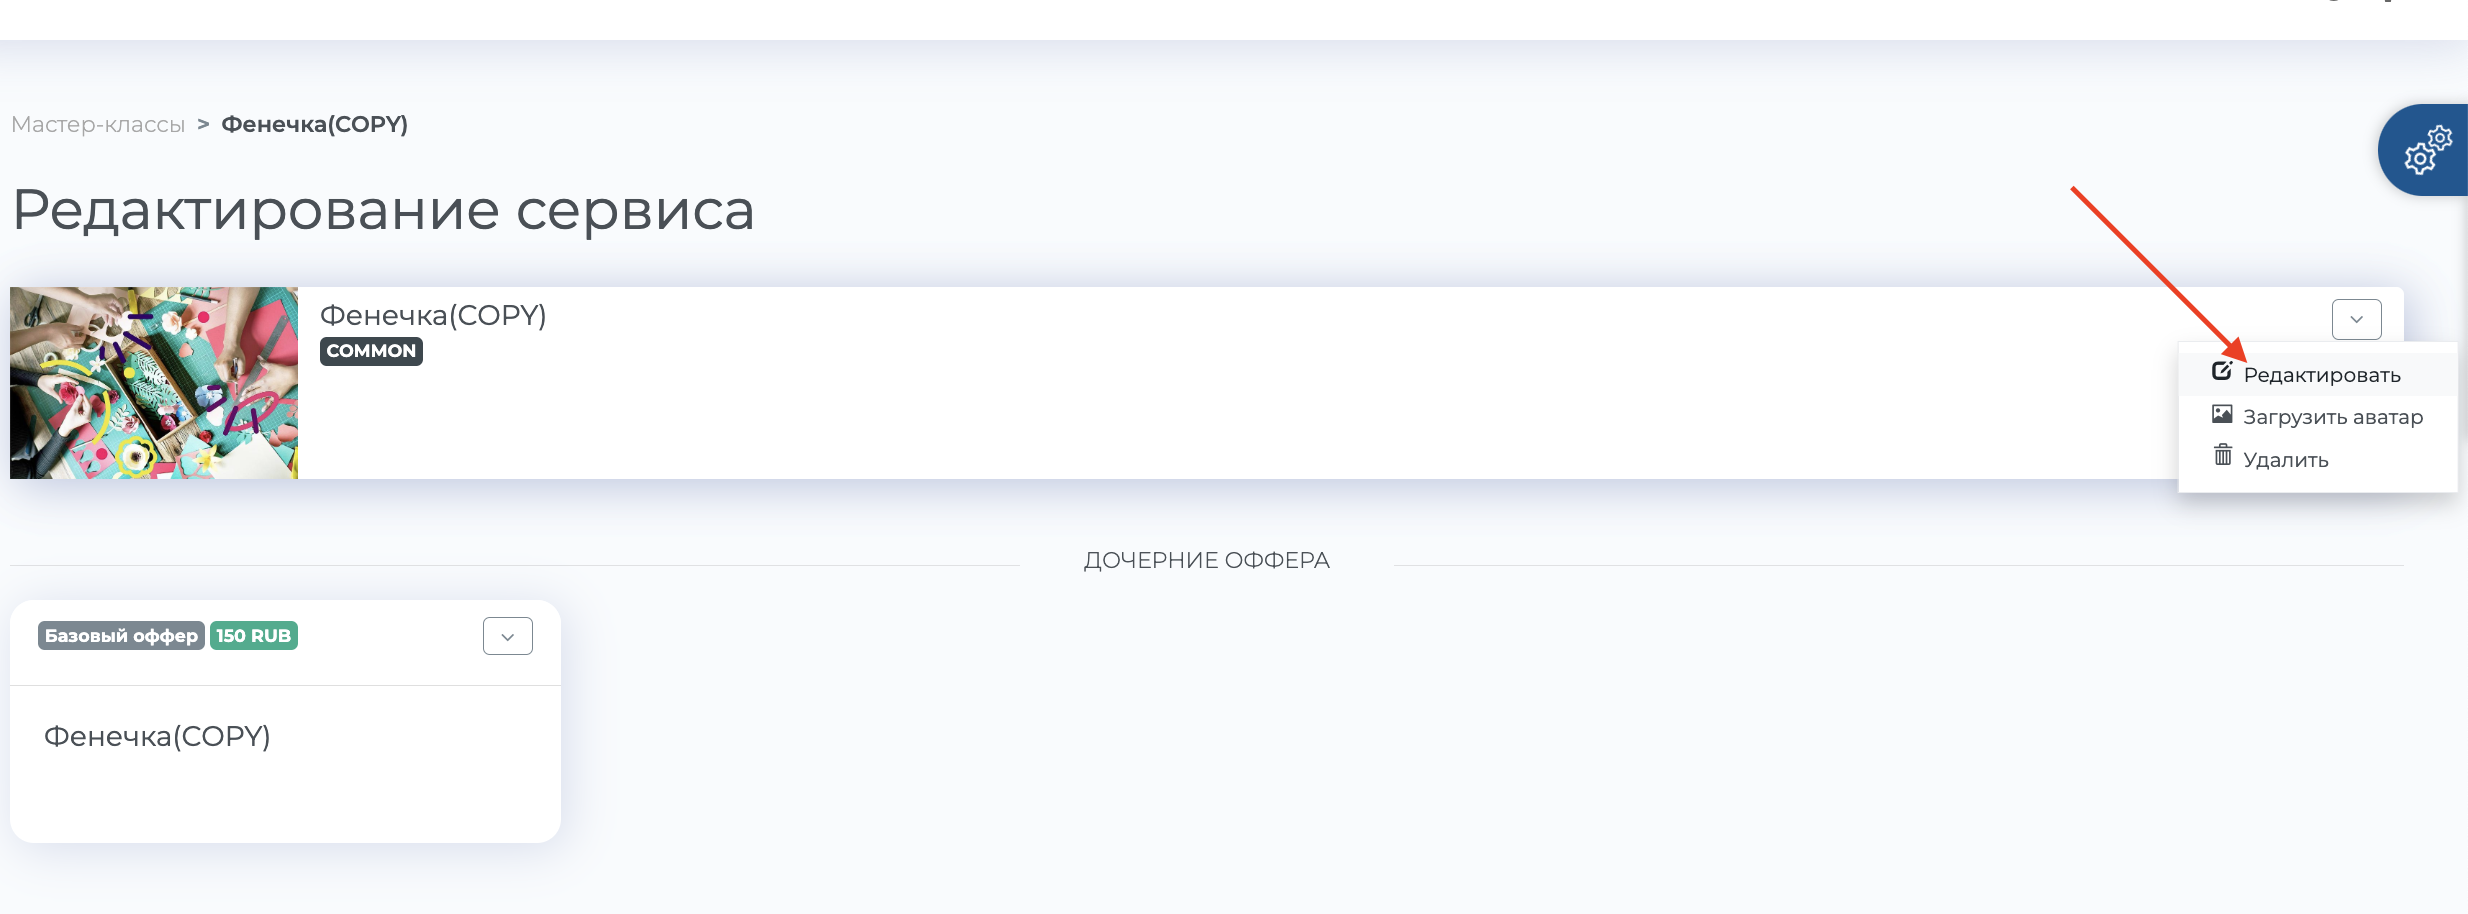 Мастер-классы > Фенечка(COPY)
Редактирование сервиса
Фенечка(COPY)
COMMON
Редактировать
Загрузить аватар
Удалить
ДОЧЕРНИЕ ОФФЕРА
Базовый оффер 150 RUB
Фенечка(COPY)